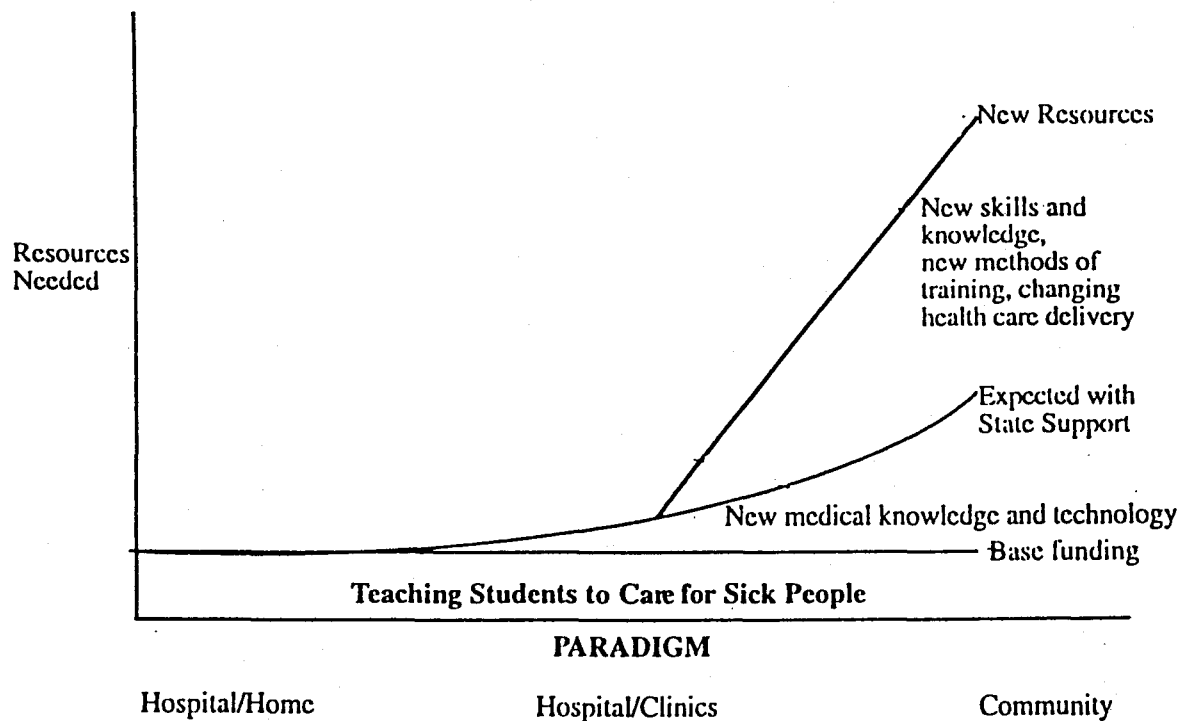 New Resources
New skills and
knowledge,
new methods of
training, changing
health care delivery
Resources
Needed
Expected with
State Support
New medical knowledge and technology
Base funding
Teaching Students to Care for Sick People
PARADIGM
Hospital/Home
Hospital/Clinics
Community